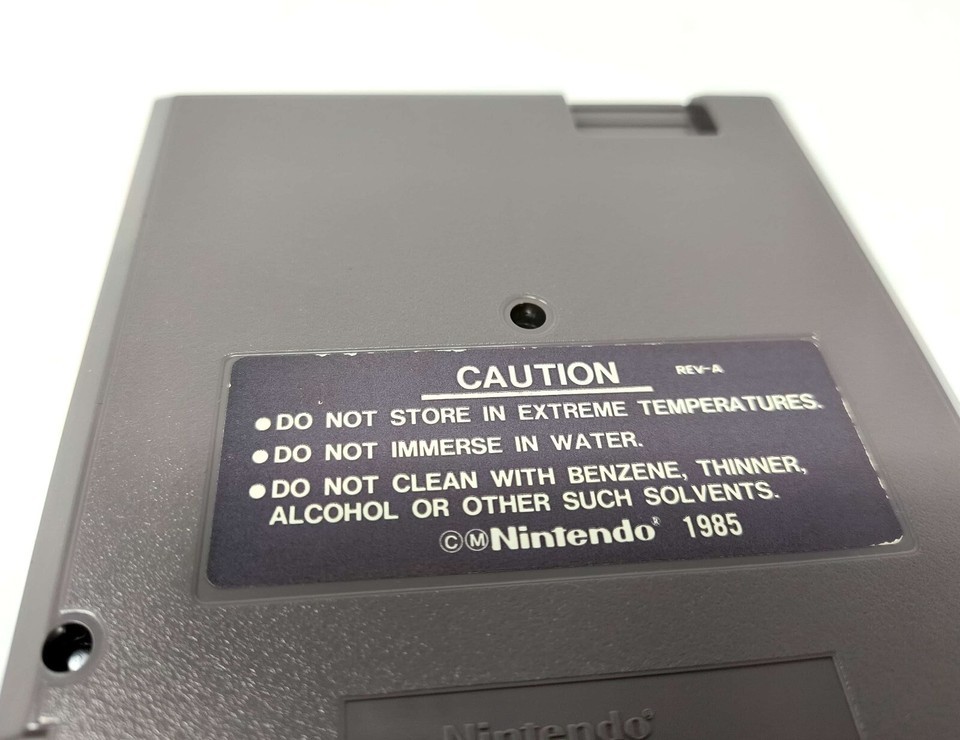 CAUTION REV-A
●DO NOT STORE IN EXTREME TEMPERATURES.
●DO NOT IMMERSE IN WATER.
●DO NOT CLEAN WITH BENZENE, THINNER,
ALCOHOL OR OTHER SUCH SOLVENTS.
ⒸⓂNintendo® 1985
Nintendo®